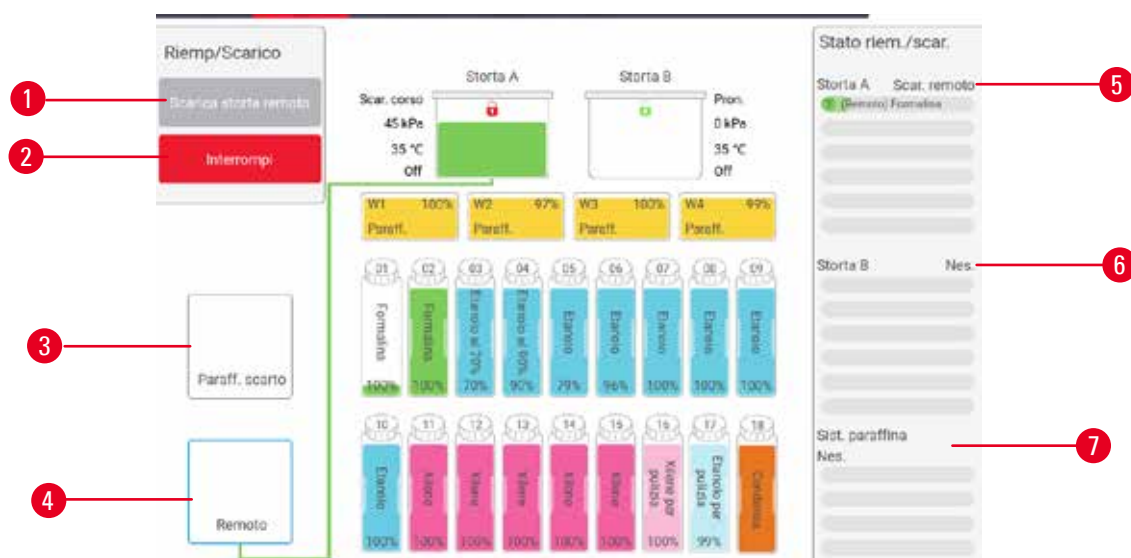 Riemp/Scarico
1
Scarica storta remoto
2
Interrompi
Storta A
Storta B
Scar. corso
45 kPa
35 °C
Off
Pron.
0 kPa
35 °C
Off
W1 100%
Paraff.
W2 97%
Paraff.
W3 100%
Paraff.
W4 99%
Paraff.
01 02 03 04 05 06 07 08 09
Formalina
Formalina
Etanolo al 70%
Etanolo al 90%
Etanolo
Etanolo
Etanolo
Etanolo
Etanolo
100% 100% 70% 90% 79% 96% 100% 100% 100%
10 11 12 13 14 15 16 17 18
Etanolo
Xilene
Xilene
Xilene
Xilene
Xilene
Xilene per pulizia
Etanolo per pulizia
Condensa
100% 100% 100% 100% 100% 100% 100% 99%
3
Paraff. scarto
4
Remoto
Stato riem./scar.
Storta A Scar. remoto
5
(Remoto) Formalina
Storta B Nes.
6
Sist. paraffina
7
Nes.